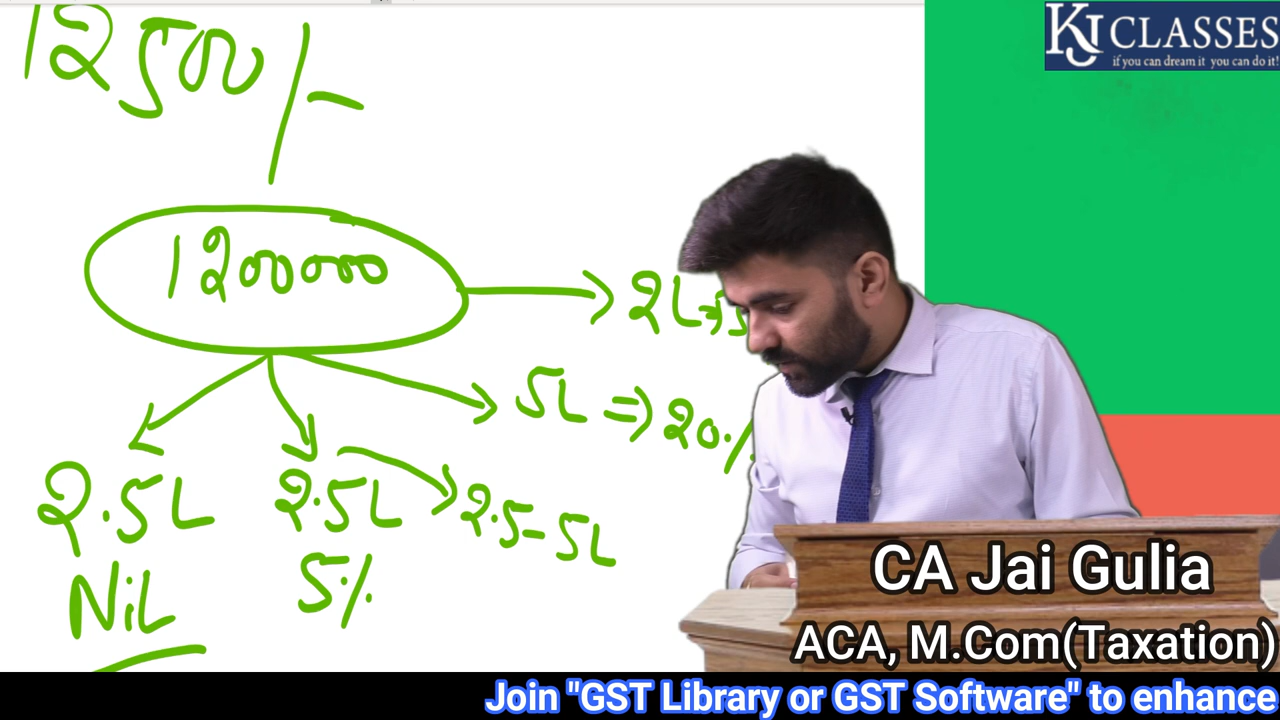 12500/-
KJ CLASSES
if you can dream it you can do it!
1200000
2L
5L => 20%
2.5L
2.5L
2.5-5L
NiL
5%
CA Jai Gulia
ACA, M.Com(Taxation)
Join "GST Library or GST Software" to enhance